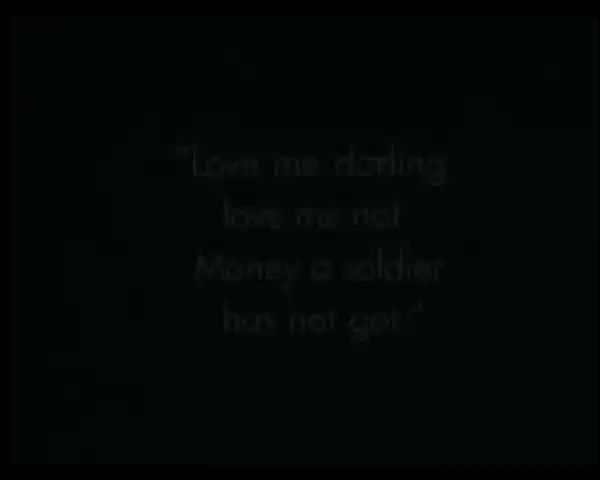 "Love me darling
love me not
Money a soldier
has not got!"